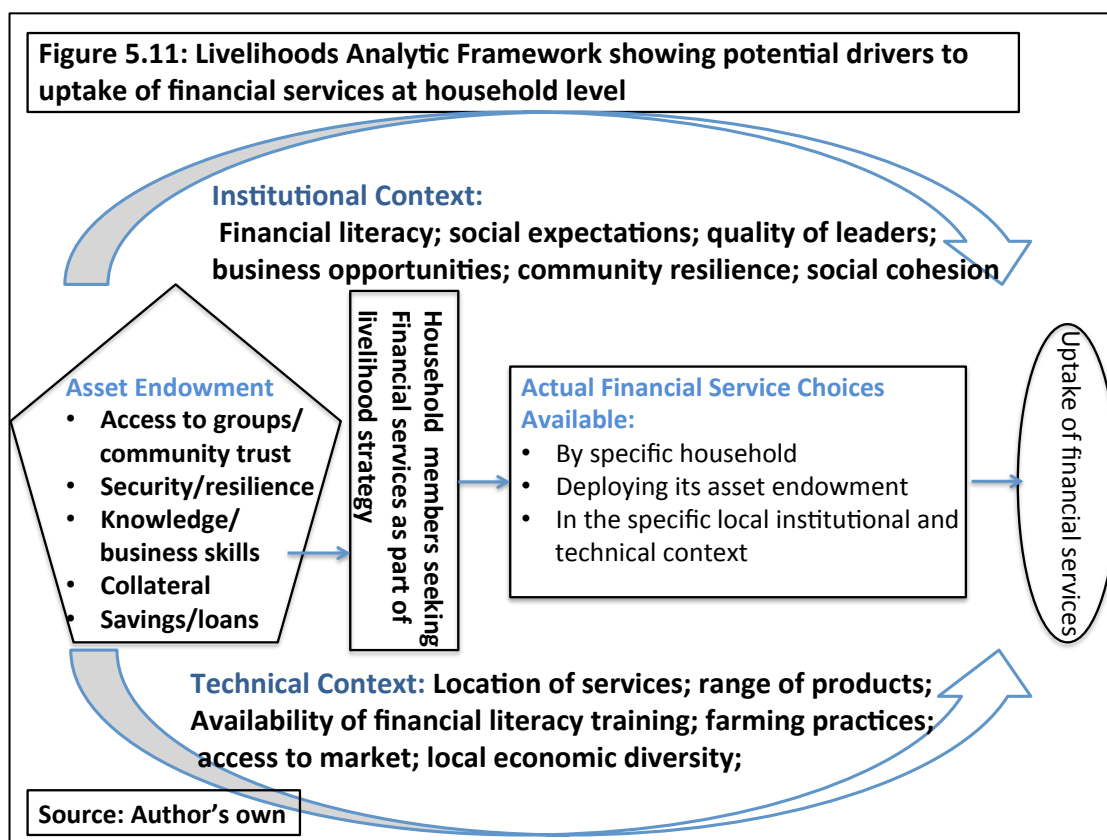 Figure 5.11: Livelihoods Analytic Framework showing potential drivers to
uptake of financial services at household level
Institutional Context:
Financial literacy; social expectations; quality of leaders;
business opportunities; community resilience; social cohesion
Asset Endowment
• Access to groups/
community trust
• Security/resilience
• Knowledge/
business skills
• Collateral
• Savings/loans
Household members seeking
Financial services as part of
livelihood strategy
Actual Financial Service Choices
Available:
• By specific household
• Deploying its asset endowment
• In the specific local institutional and
technical context
Uptake of financial services
Technical Context: Location of services; range of products;
Availability of financial literacy training; farming practices;
access to market; local economic diversity;
Source: Author's own